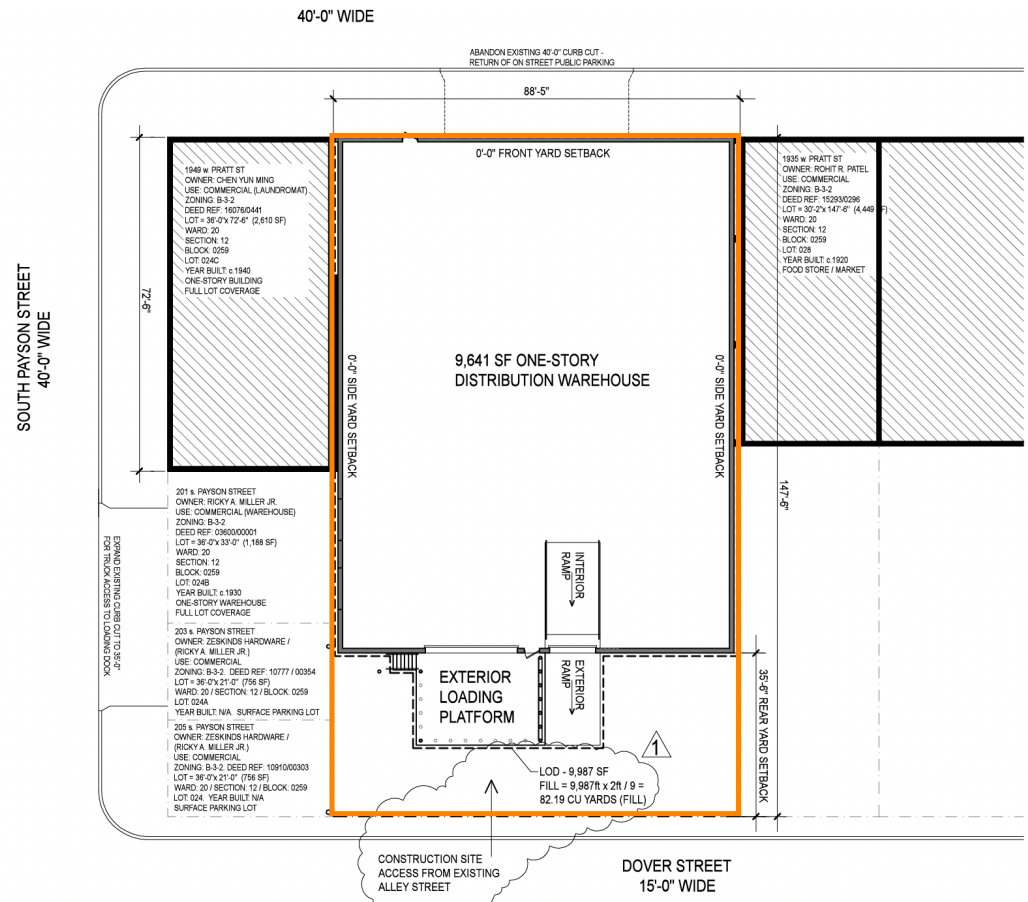 40'-0" WIDE
ABANDON EXISTING 40'-0" CURB CUT -
RETURN OF ON STREET PUBLIC PARKING
88'-5"
0'-0" FRONT YARD SETBACK
1949 w. PRATT ST
OWNER: CHEN YUN MING
USE: COMMERCIAL (LAUNDROMAT)
ZONING: B-3-2
DEED REF: 16076/0441
LOT = 36'-0"x 72'-6" (2,610 SF)
WARD: 20
SECTION: 12
BLOCK: 0259
LOT: 024C
YEAR BUILT: c.1940
ONE-STORY BUILDING
FULL LOT COVERAGE
1935 w. PRATT ST
OWNER: ROHIT R. PATEL
USE: COMMERCIAL
ZONING: B-3-2
DEED REF: 15293/0296
LOT = 30'-2"x 147'-6" (4,449 SF)
WARD: 20
SECTION: 12
BLOCK: 0259
LOT: 028
YEAR BUILT: c.1920
FOOD STORE / MARKET
SOUTH PAYSON STREET
40'-0" WIDE
72'-6"
0'-0" SIDE YARD SETBACK
9,641 SF ONE-STORY
DISTRIBUTION WAREHOUSE
0'-0" SIDE YARD SETBACK
147'-6"
201 s. PAYSON STREET
OWNER: RICKY A. MILLER JR.
USE: COMMERCIAL (WAREHOUSE)
ZONING: B-3-2
DEED REF: 03600/00001
LOT = 36'-0"x 33'-0" (1,188 SF)
WARD: 20
SECTION: 12
BLOCK: 0259
LOT: 024B
YEAR BUILT: c.1930
ONE-STORY WAREHOUSE
FULL LOT COVERAGE
EXPAND EXISTING CURB CUT TO 35'-0"
FOR TRUCK ACCESS TO LOADING DOCK
INTERIOR
RAMP
203 s. PAYSON STREET
OWNER: ZESKINDS HARDWARE /
(RICKY A. MILLER JR.)
USE: COMMERCIAL
ZONING: B-3-2 DEED REF: 10777 / 00354
LOT = 36'-0"x 21'-0" (756 SF)
WARD: 20 / SECTION: 12 / BLOCK: 0259
LOT: 024A
YEAR BUILT: N/A. SURFACE PARKING LOT
EXTERIOR
LOADING
PLATFORM
EXTERIOR
RAMP
35'-6" REAR YARD SETBACK
205 s. PAYSON STREET
OWNER: ZESKINDS HARDWARE /
(RICKY A. MILLER JR.)
USE: COMMERCIAL
ZONING: B-3-2. DEED REF: 10910/00303
LOT = 36'-0"x 21'-0" (756 SF)
WARD: 20 / SECTION: 12 / BLOCK: 0259
LOT: 024. YEAR BUILT: N/A
SURFACE PARKING LOT
1
LOD - 9,987 SF
FILL = 9,987ft x 2ft / 9 =
82.19 CU YARDS (FILL)
CONSTRUCTION SITE
ACCESS FROM EXISTING
ALLEY STREET
DOVER STREET
15'-0" WIDE